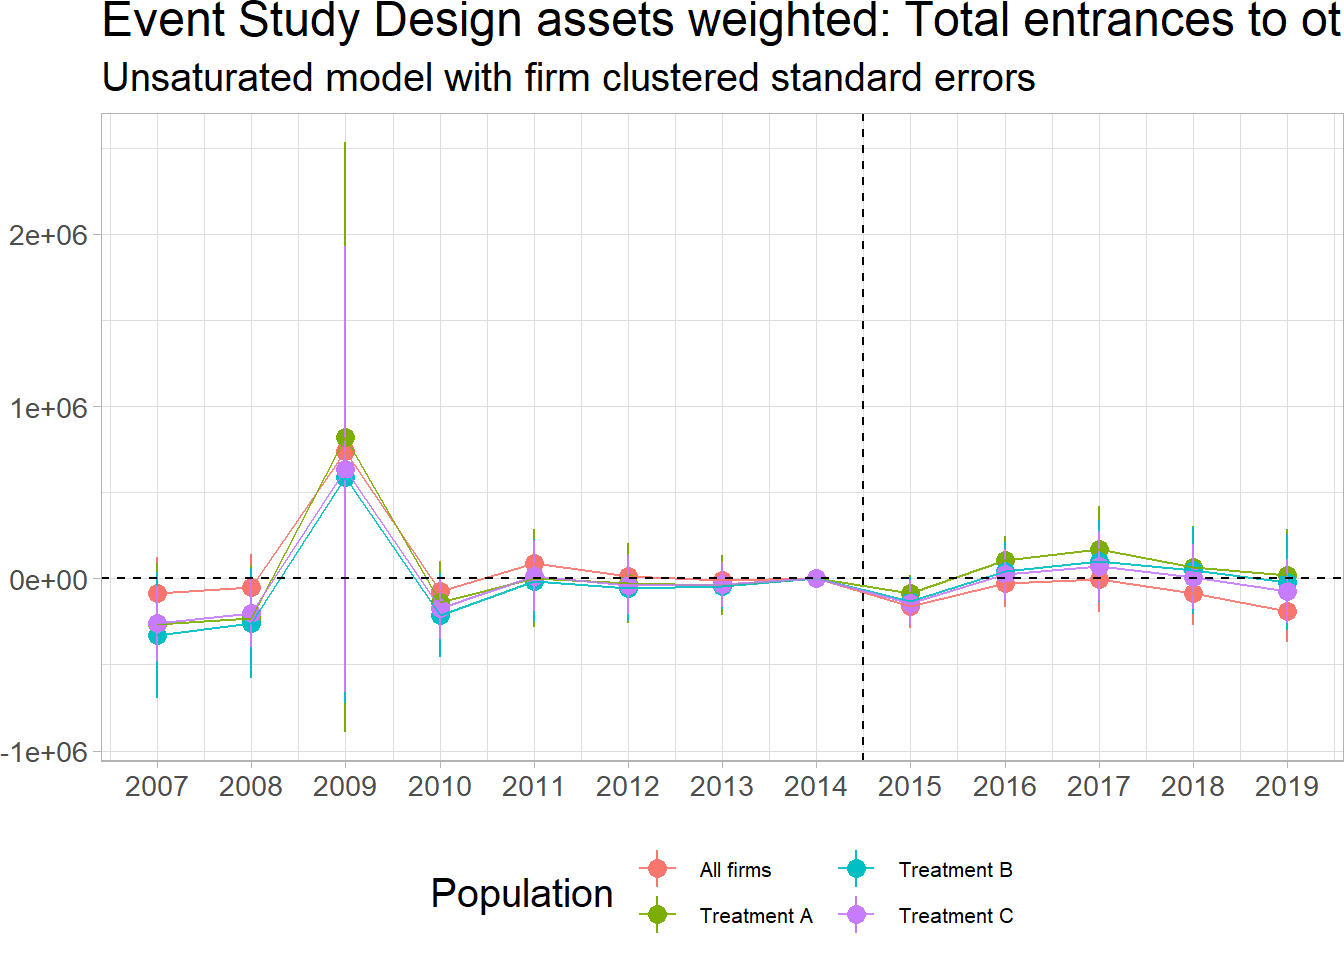 Event Study Design assets weighted: Total entrances to ot
Unsaturated model with firm clustered standard errors
2e+06
1e+06
0e+00
-1e+06
2007 2008 2009 2010 2011 2012 2013 2014 2015 2016 2017 2018 2019
Population
All firms
Treatment A
Treatment B
Treatment C